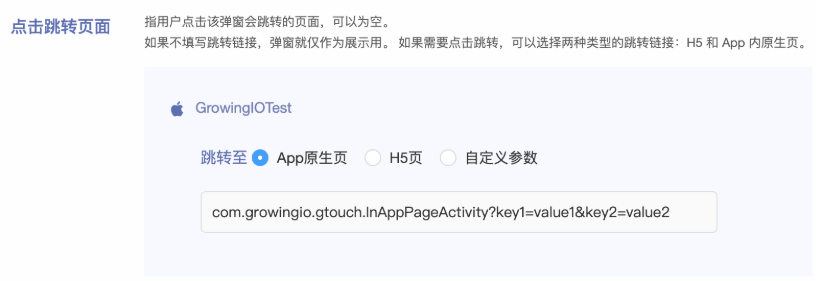 点击跳转页面
指用户点击该弹窗会跳转的页面，可以为空。
如果不填写跳转链接，弹窗就仅作为展示用。 如果需要点击跳转，可以选择两种类型的跳转链接：H5 和 App 内原生页。
GrowingIOTest
跳转至 App原生页 H5页 自定义参数
com.growingio.gtouch.InAppPageActivity?key1=value1&key2=value2